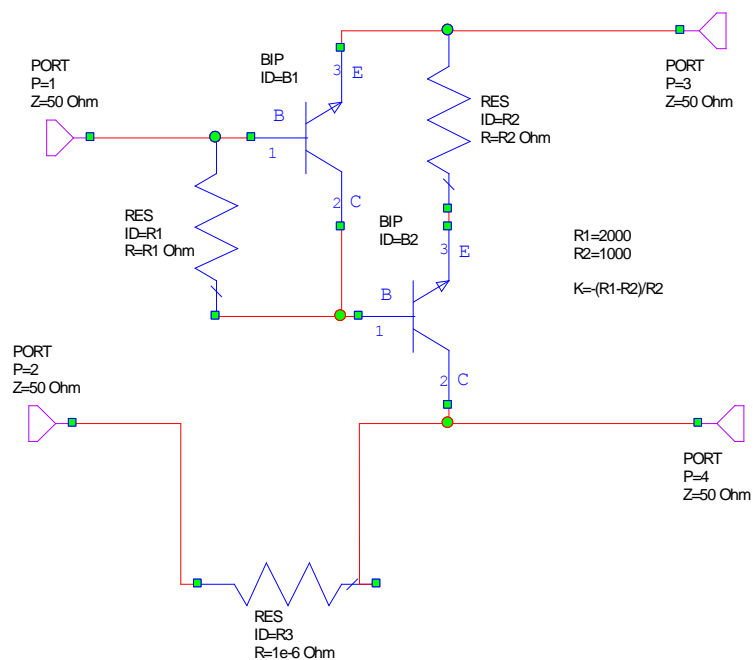 PORT
P=1
Z=50 Ohm
BIP
ID=B1
3
E
B
1
2
C
RES
ID=R2
R=R2 Ohm
PORT
P=3
Z=50 Ohm
RES
ID=R1
R=R1 Ohm
BIP
ID=B2
3
E
B
1
2
C
R1=2000
R2=1000
K=-(R1-R2)/R2
PORT
P=2
Z=50 Ohm
PORT
P=4
Z=50 Ohm
RES
ID=R3
R=1e-6 Ohm